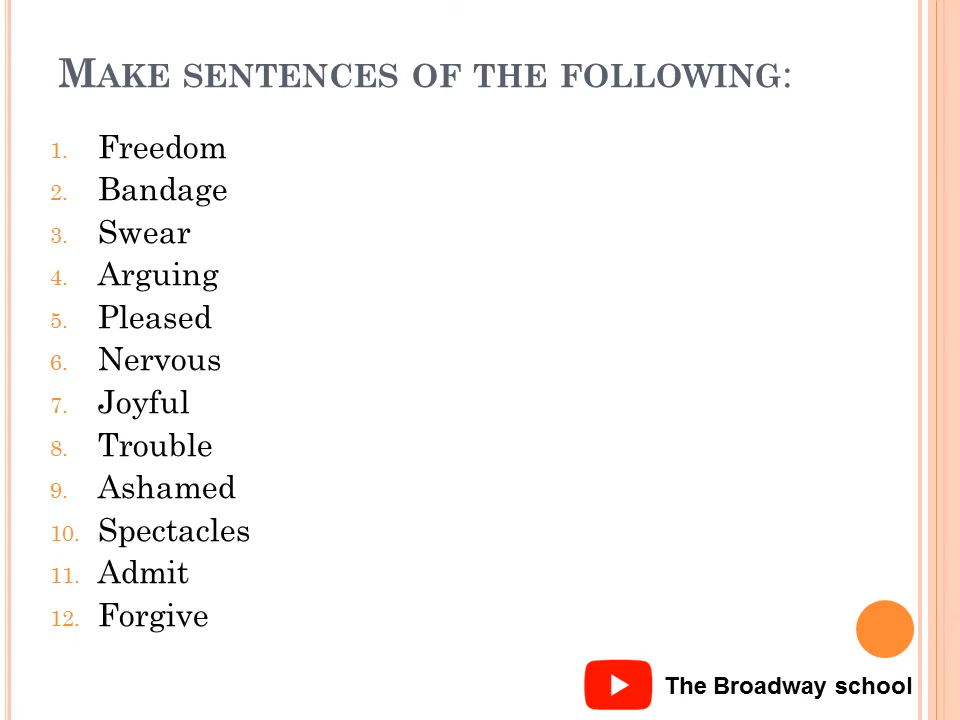 MAKE SENTENCES OF THE FOLLOWING:
1. Freedom
2. Bandage
3. Swear
4. Arguing
5. Pleased
6. Nervous
7. Joyful
8. Trouble
9. Ashamed
10. Spectacles
11. Admit
12. Forgive
The Broadway school